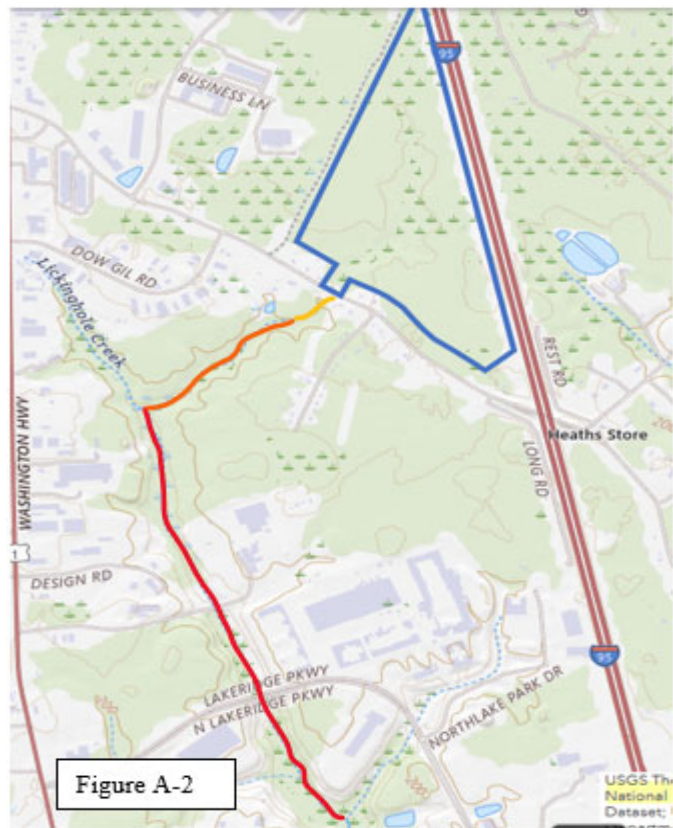 95
BUSINESS LN
DOW GIL RD
Lickinghole Creek
REST RD
Heaths Store
WASHINGTON HWY
LONG RD
1
DESIGN RD
95
LAKERIDGE PKWY
N LAKERIDGE PKWY
NORTHLAKE PARK DR
Figure A-2
USGS The
National
Dataset;